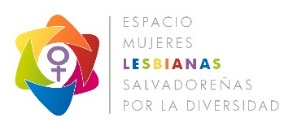 ESPACIO
MUJERES
LESBIANAS
SALVADOREÑAS
POR LA DIVERSIDAD